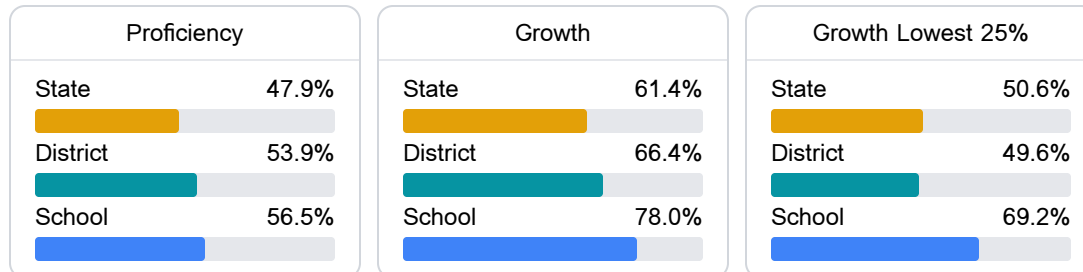 Proficiency
State 47.9%
District 53.9%
School 56.5%
Growth
State 61.4%
District 66.4%
School 78.0%
Growth Lowest 25%
State 50.6%
District 49.6%
School 69.2%